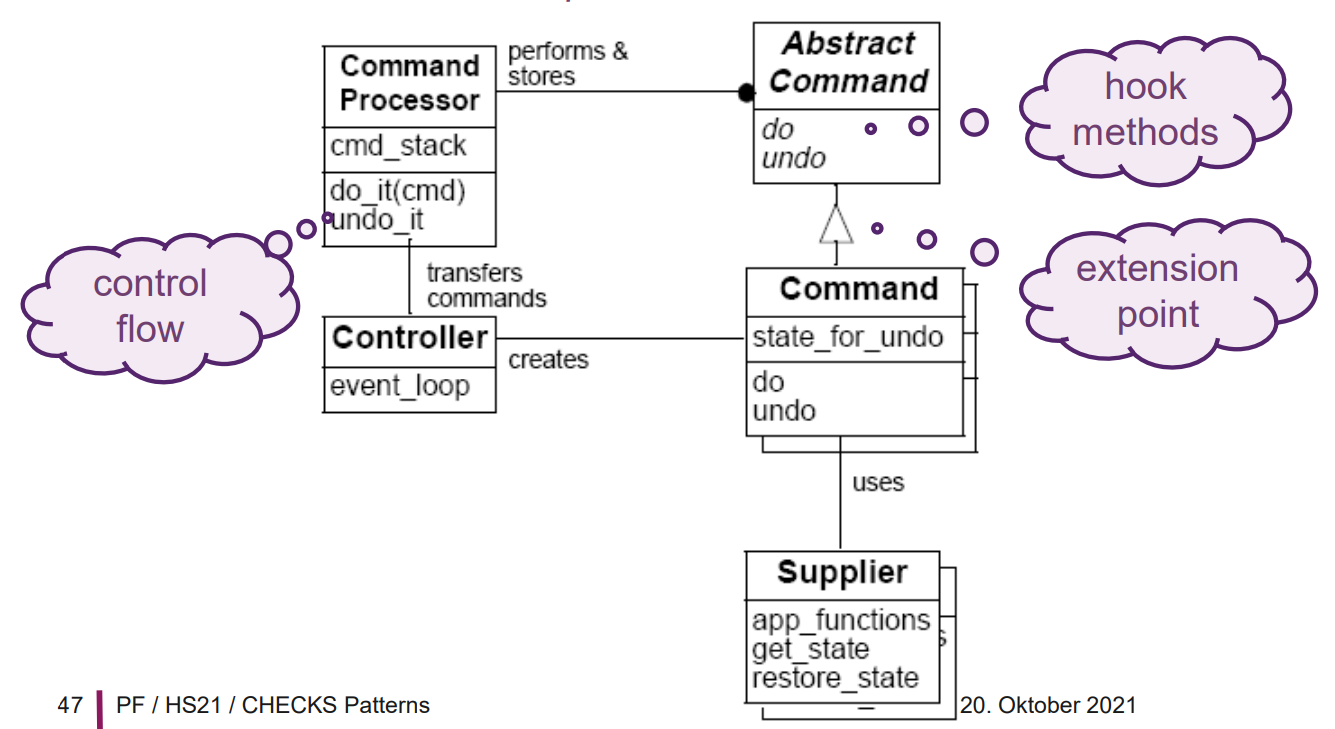 Command
Processor
cmd_stack
do_it(cmd)
undo_it
performs &
stores
Abstract
Command
do
undo
hook
methods
control
flow
transfers
commands
extension
point
Controller
event_loop
creates
Command
state_for_undo
do
undo
uses
Supplier
app_functions
get_state
restore_state
s
47
PF / HS21 / CHECKS Patterns
20. Oktober 2021